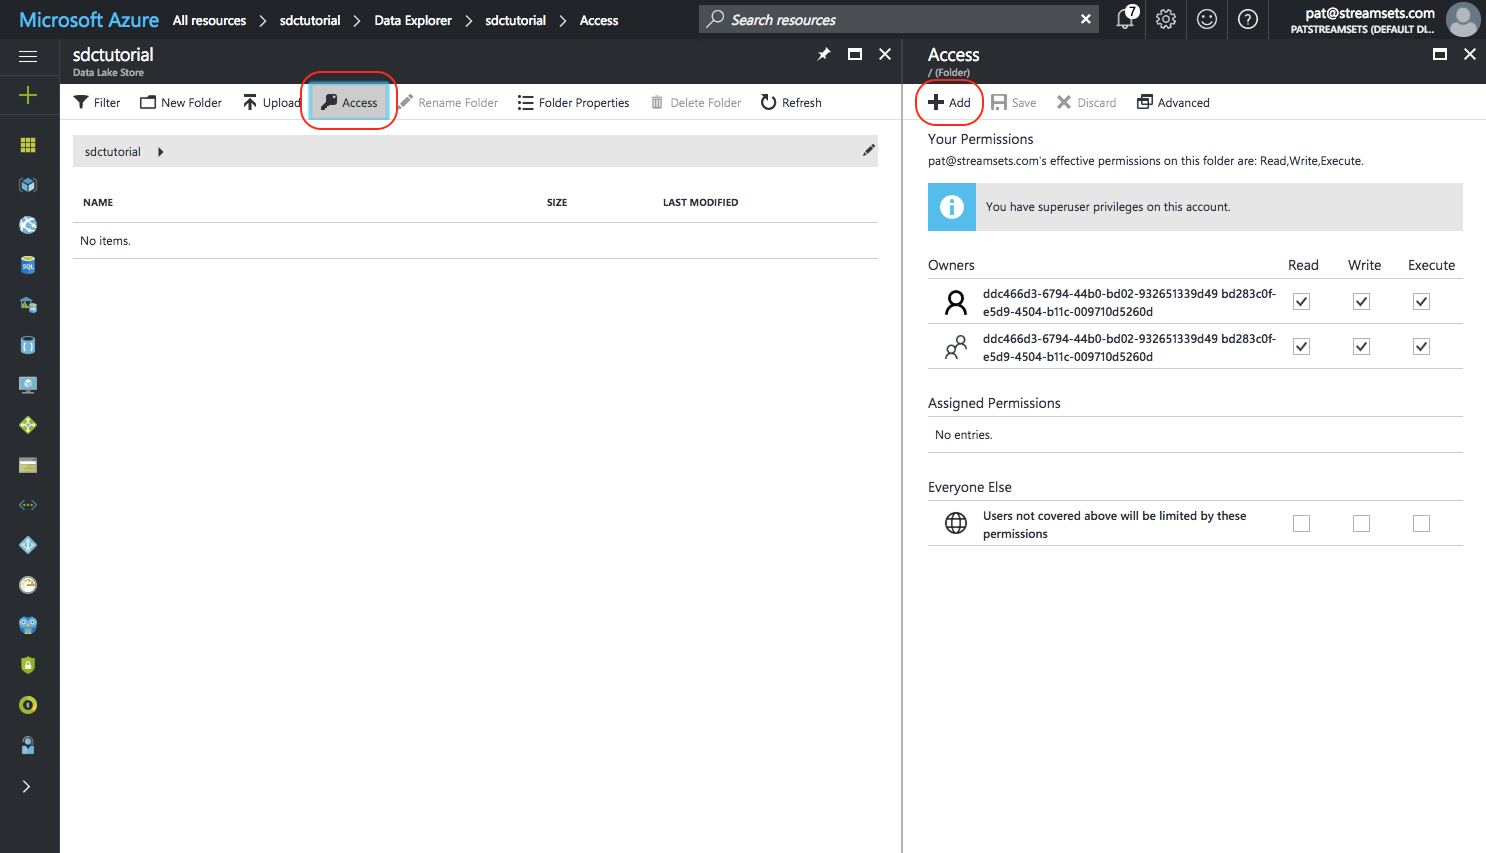 Microsoft Azure All resources > sdctutorial > Data Explorer > sdctutorial > Access
Search resources
7
pat@streamsets.com
PATSTREAMSETS (DEFAULT DI...
sdctutorial
Data Lake Store
Filter New Folder Upload Access Rename Folder Folder Properties Delete Folder Refresh
sdctutorial
NAME SIZE LAST MODIFIED
No items.
Access
/ (Folder)
Add Save Discard Advanced
Your Permissions
pat@streamsets.com's effective permissions on this folder are: Read,Write,Execute.
You have superuser privileges on this account.
Owners Read Write Execute
ddc466d3-6794-44b0-bd02-932651339d49 bd283c0f-
e5d9-4504-b11c-009710d5260d
ddc466d3-6794-44b0-bd02-932651339d49 bd283c0f-
e5d9-4504-b11c-009710d5260d
Assigned Permissions
No entries.
Everyone Else
Users not covered above will be limited by these
permissions
SQL